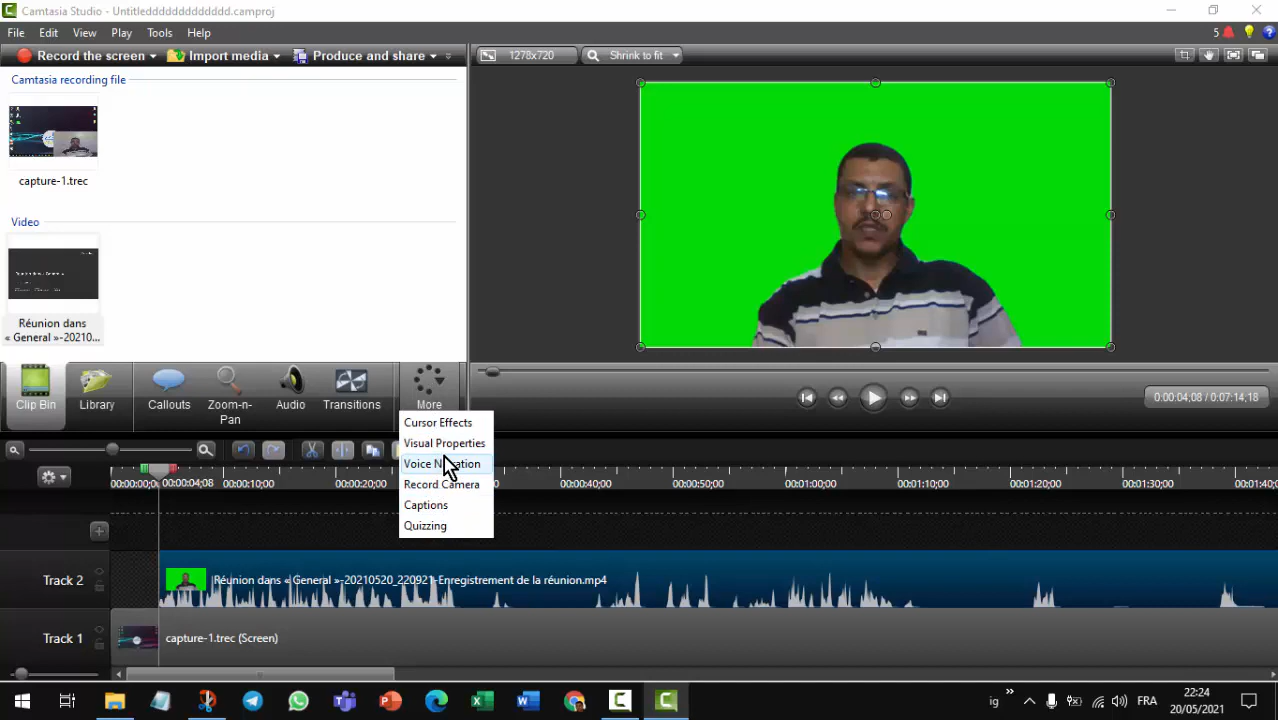 Camtasia Studio - Untitleddddddddddddd.camproj
File Edit View Play Tools Help
5
Record the screen Import media Produce and share
1278x720
Shrink to fit
Camtasia recording file
capture-1.trec
Video
Réunion dans
« General »-20210...
Clip Bin
Library
Callouts
Zoom-n-
Pan
Audio
Transitions
More
0:00:04;08 / 0:07:14;18
Cursor Effects
Visual Properties
Voice Narration
Record Camera
Captions
Quizzing
00:00:00;0 00:00:04;08 00:00:10;00 00:00:20;00 00:00:40;00 00:00:50;00 00:01:00;00 00:01:10;00 00:01:20;00 00:01:30;00 00:01:40;0
Track 2
Réunion dans « General »-20210520_220921-Enregistrement de la réunion.mp4
Track 1
capture-1.trec (Screen)
ig
FRA
22:24
20/05/2021